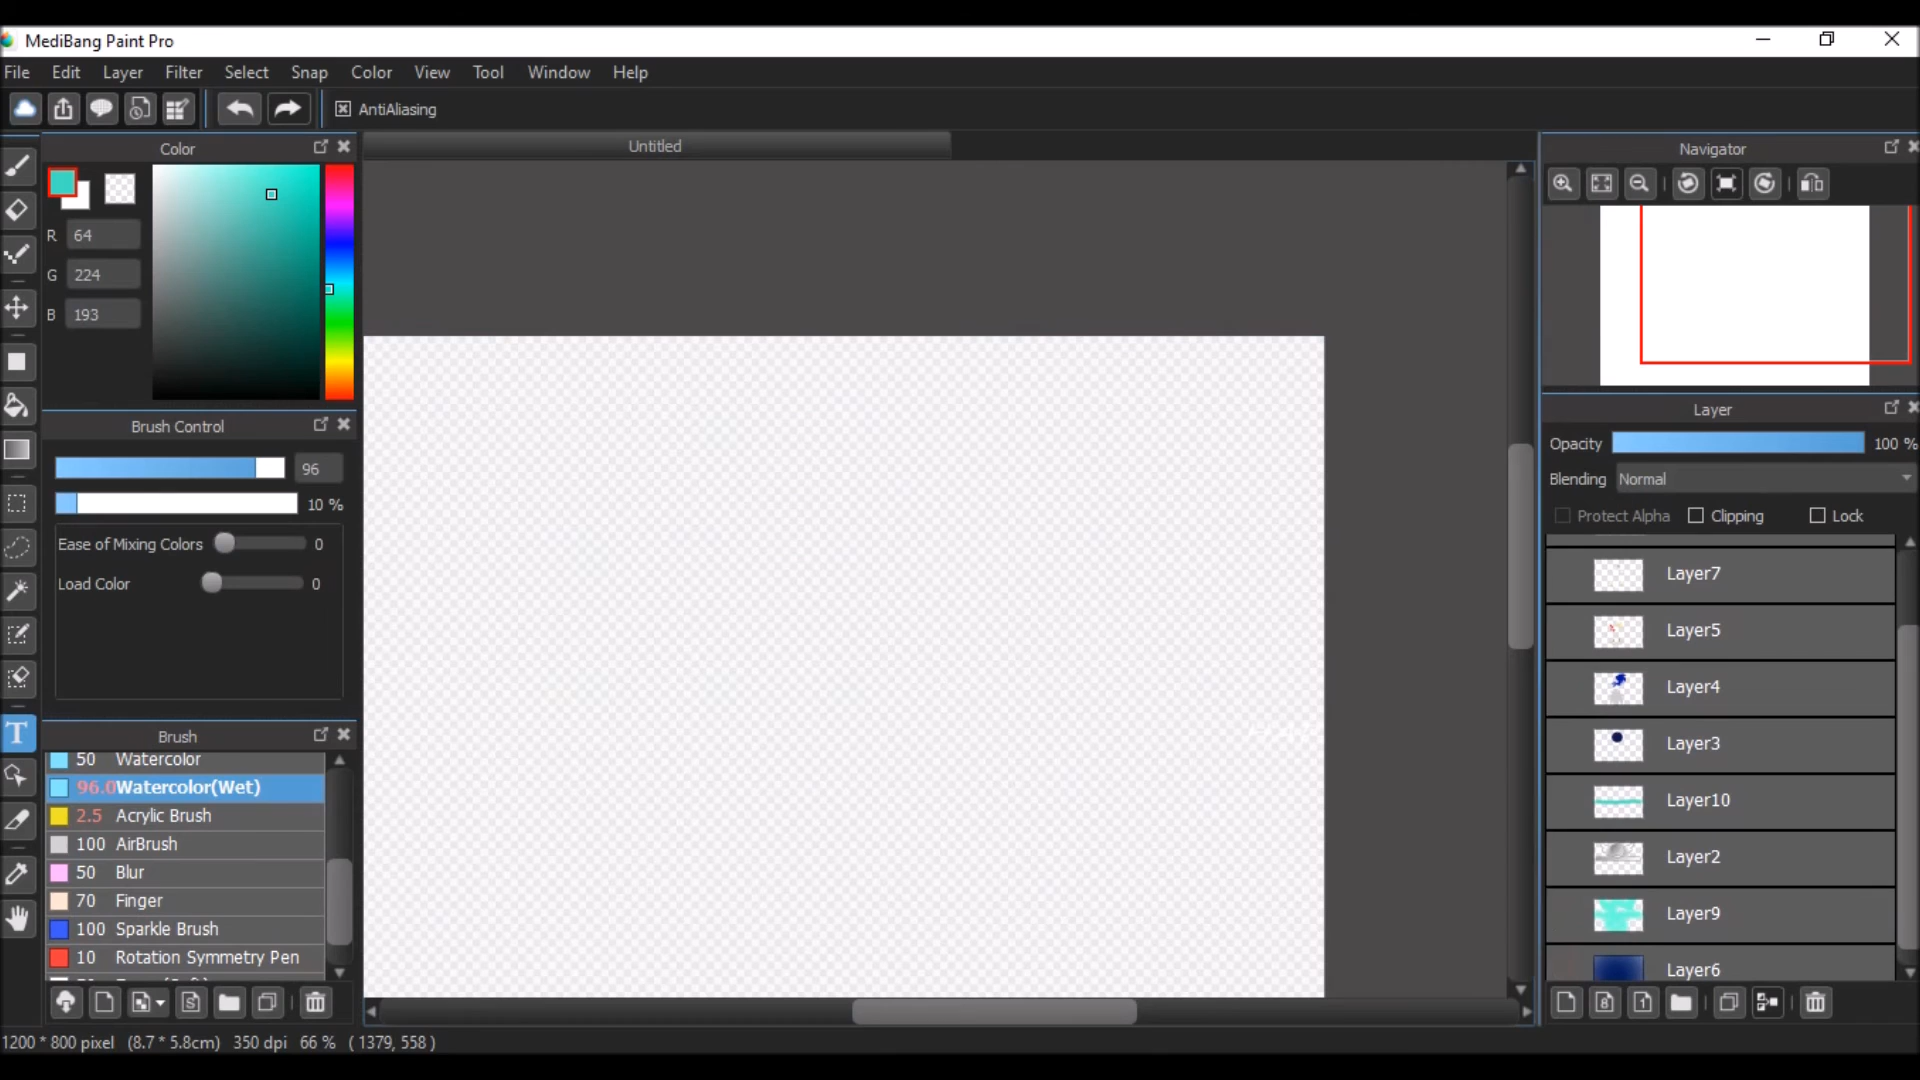 MediBang Paint Pro
File Edit Layer Filter Select Snap Color View Tool Window Help
AntiAliasing
Color
R 64
G 224
B 193
Brush Control
96
10 %
Ease of Mixing Colors 0
Load Color 0
Brush
50 Watercolor
96.0 Watercolor(Wet)
2.5 Acrylic Brush
100 AirBrush
50 Blur
70 Finger
100 Sparkle Brush
10 Rotation Symmetry Pen
Untitled
Navigator
Layer
Opacity 100 %
Blending Normal
Protect Alpha Clipping Lock
Layer7
Layer5
Layer4
Layer3
Layer10
Layer2
Layer9
Layer6
T
S
8
1
1200 * 800 pixel (8.7 * 5.8cm) 350 dpi 66 % ( 1379, 558 )